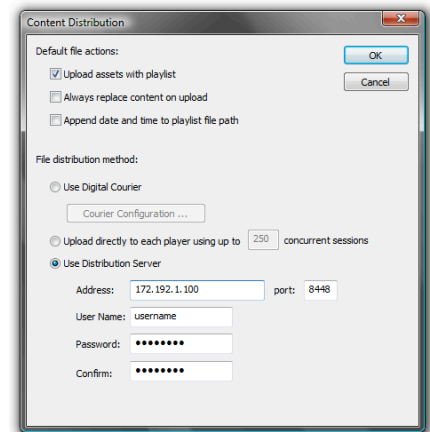 Content Distribution
Default file actions:
OK
Upload assets with playlist
Cancel
Always replace content on upload
Append date and time to playlist file path
File distribution method:
Use Digital Courier
Courier Configuration ...
Upload directly to each player using up to 250 concurrent sessions
Use Distribution Server
Address: 172.192.1.100 port: 8448
User Name: username
Password: ●●●●●●●●
Confirm: ●●●●●●●●